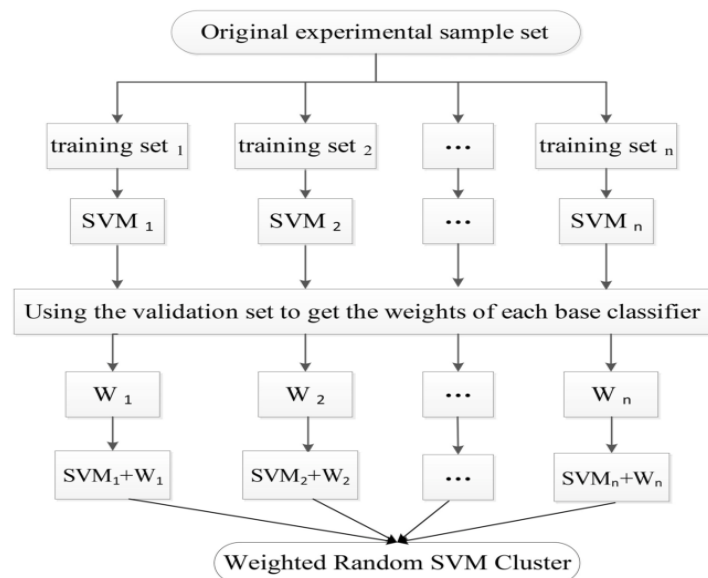 Original experimental sample set
training set 1
training set 2
...
training set n
SVM 1
SVM 2
...
SVM n
Using the validation set to get the weights of each base classifier
W 1
W 2
...
W n
SVM1+W1
SVM2+W2
...
SVMn+Wn
Weighted Random SVM Cluster